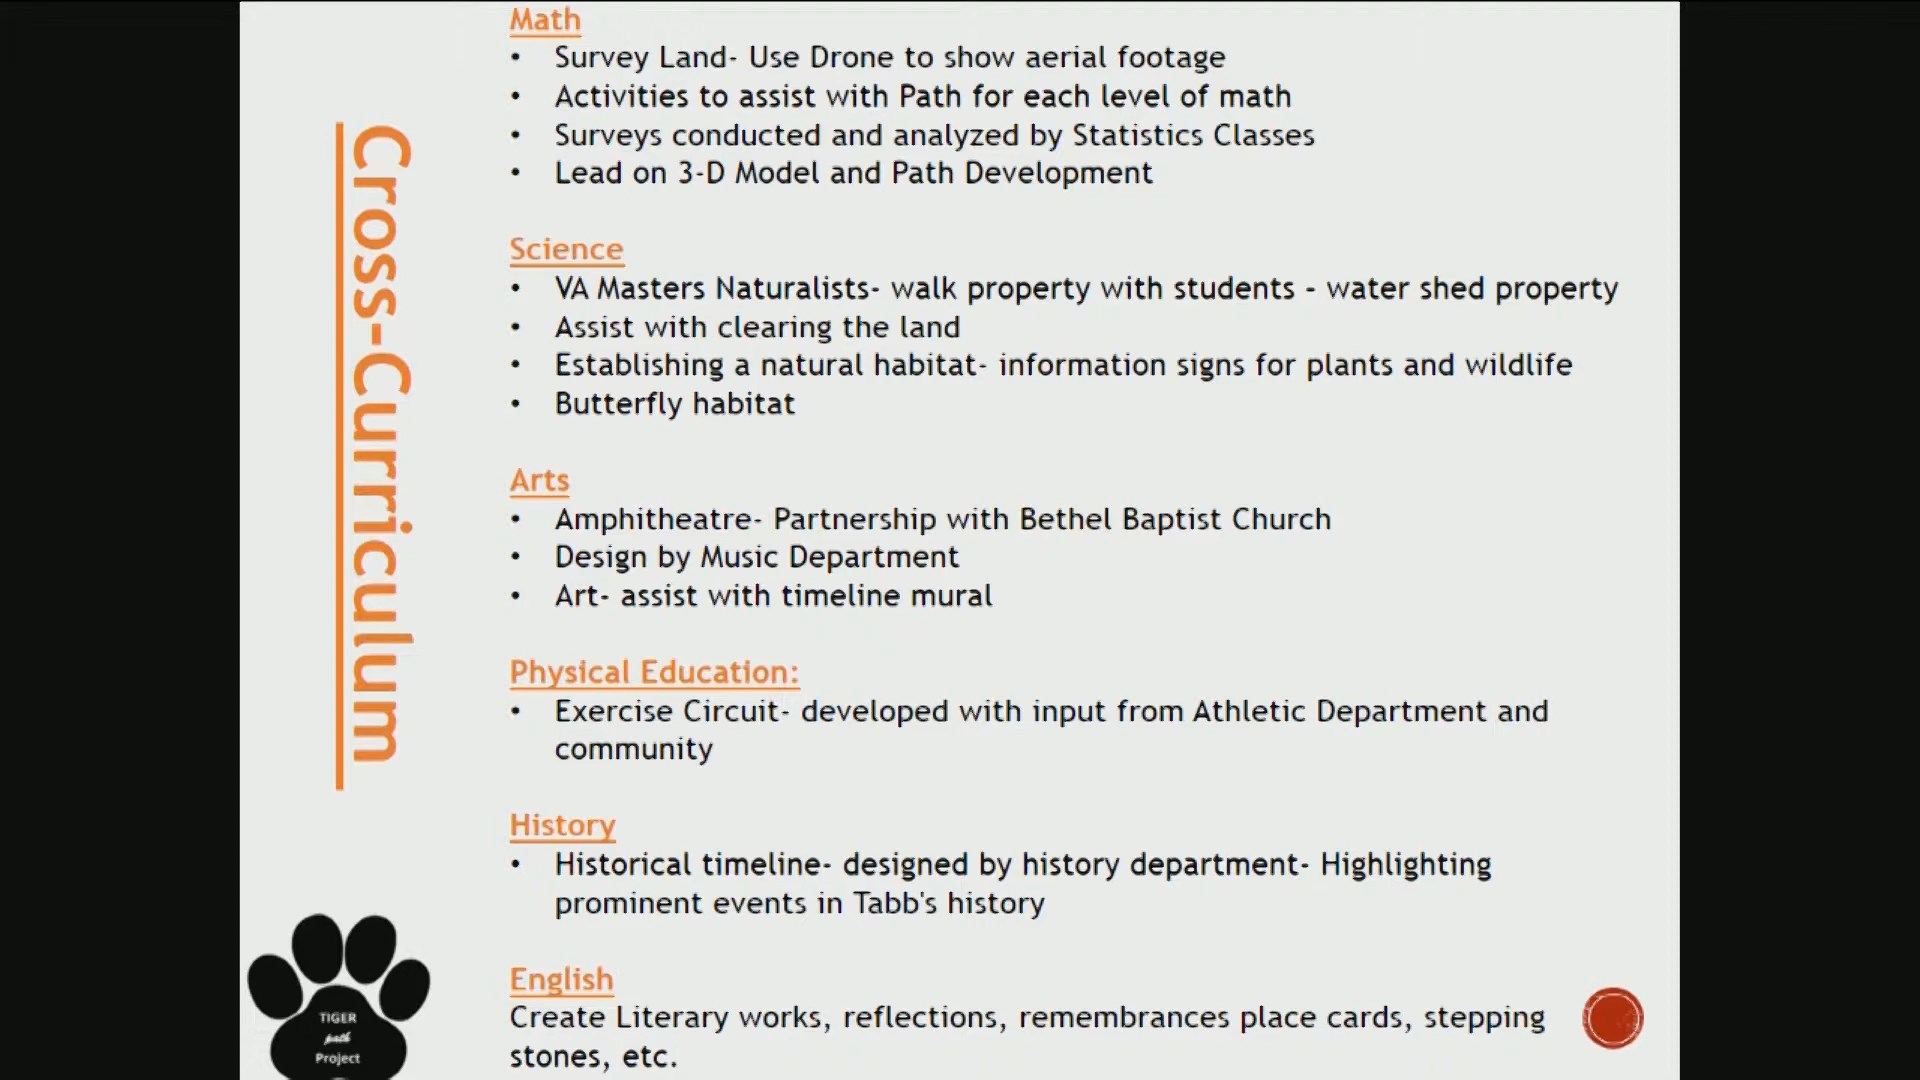 Cross-Curriculum
Math
• Survey Land- Use Drone to show aerial footage
• Activities to assist with Path for each level of math
• Surveys conducted and analyzed by Statistics Classes
• Lead on 3-D Model and Path Development
Science
• VA Masters Naturalists- walk property with students - water shed property
• Assist with clearing the land
• Establishing a natural habitat- information signs for plants and wildlife
• Butterfly habitat
Arts
• Amphitheatre- Partnership with Bethel Baptist Church
• Design by Music Department
• Art- assist with timeline mural
Physical Education:
• Exercise Circuit- developed with input from Athletic Department and
community
History
• Historical timeline- designed by history department- Highlighting
prominent events in Tabb's history
English
Create Literary works, reflections, remembrances place cards, stepping
stones, etc.
TIGER
path
Project